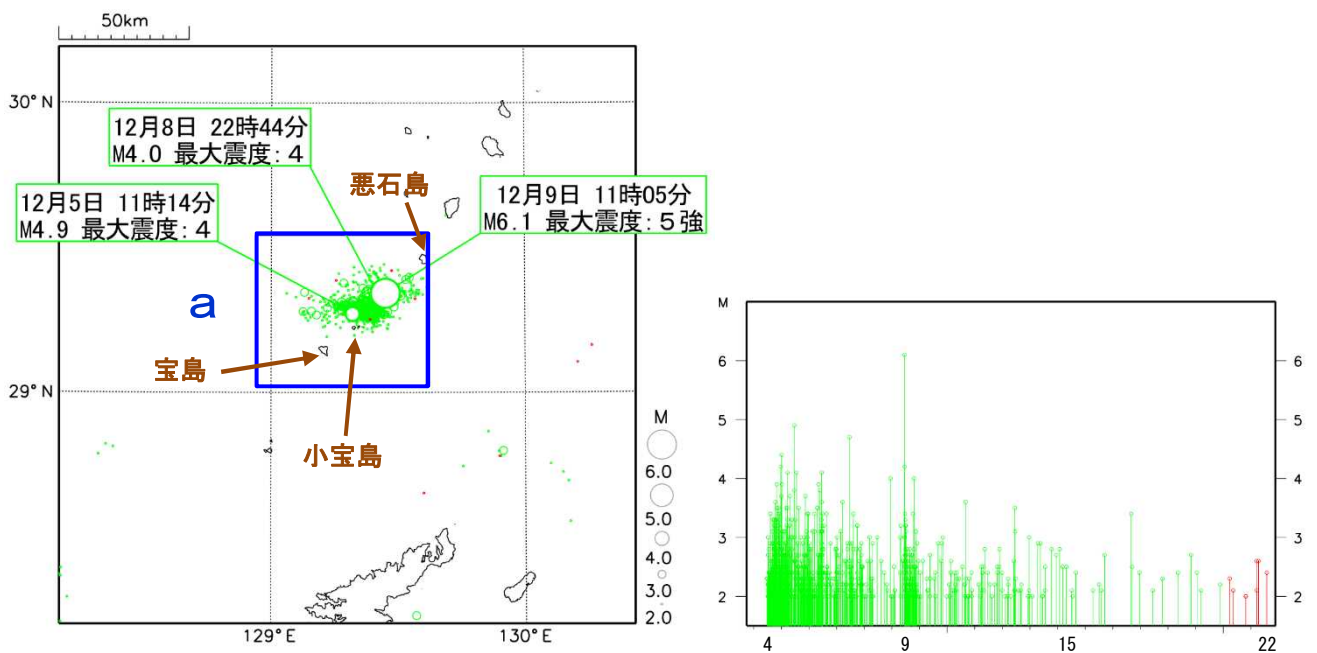 50km
30°N
12月8日 22時44分
M4.0 最大震度:4
悪石島
12月5日 11時14分
M4.9 最大震度:4
12月9日 11時05分
M6.1 最大震度:5強
a
宝島
29°N
小宝島
M
6.0
5.0
4.0
3.0
2.0
129°E
130°E
M
6
5
4
3
2
6
5
4
3
2
4
9
15
22